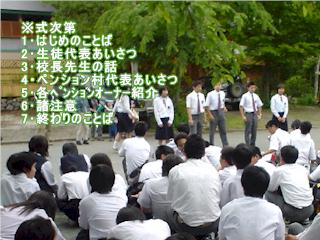 ※式次第
1・はじめのことば
2・生徒代表あいさつ
3・校長先生の話
4・ペンション村代表あいさつ
5・各ペンションオーナー紹介
6・諸注意
7・終わりのことば